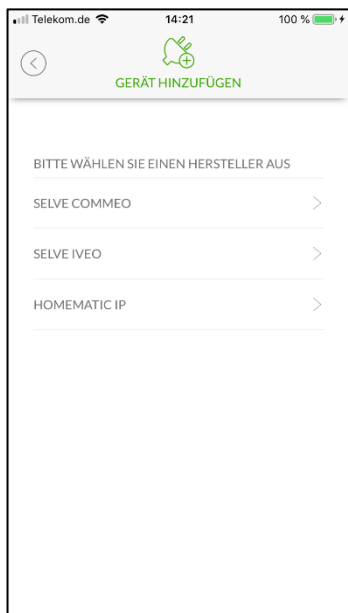 Telekom.de 14:21 100 %
GERÄT HINZUFÜGEN
BITTE WÄHLEN SIE EINEN HERSTELLER AUS
SELVE COMMEO
SELVE IVEO
HOMEMATIC IP